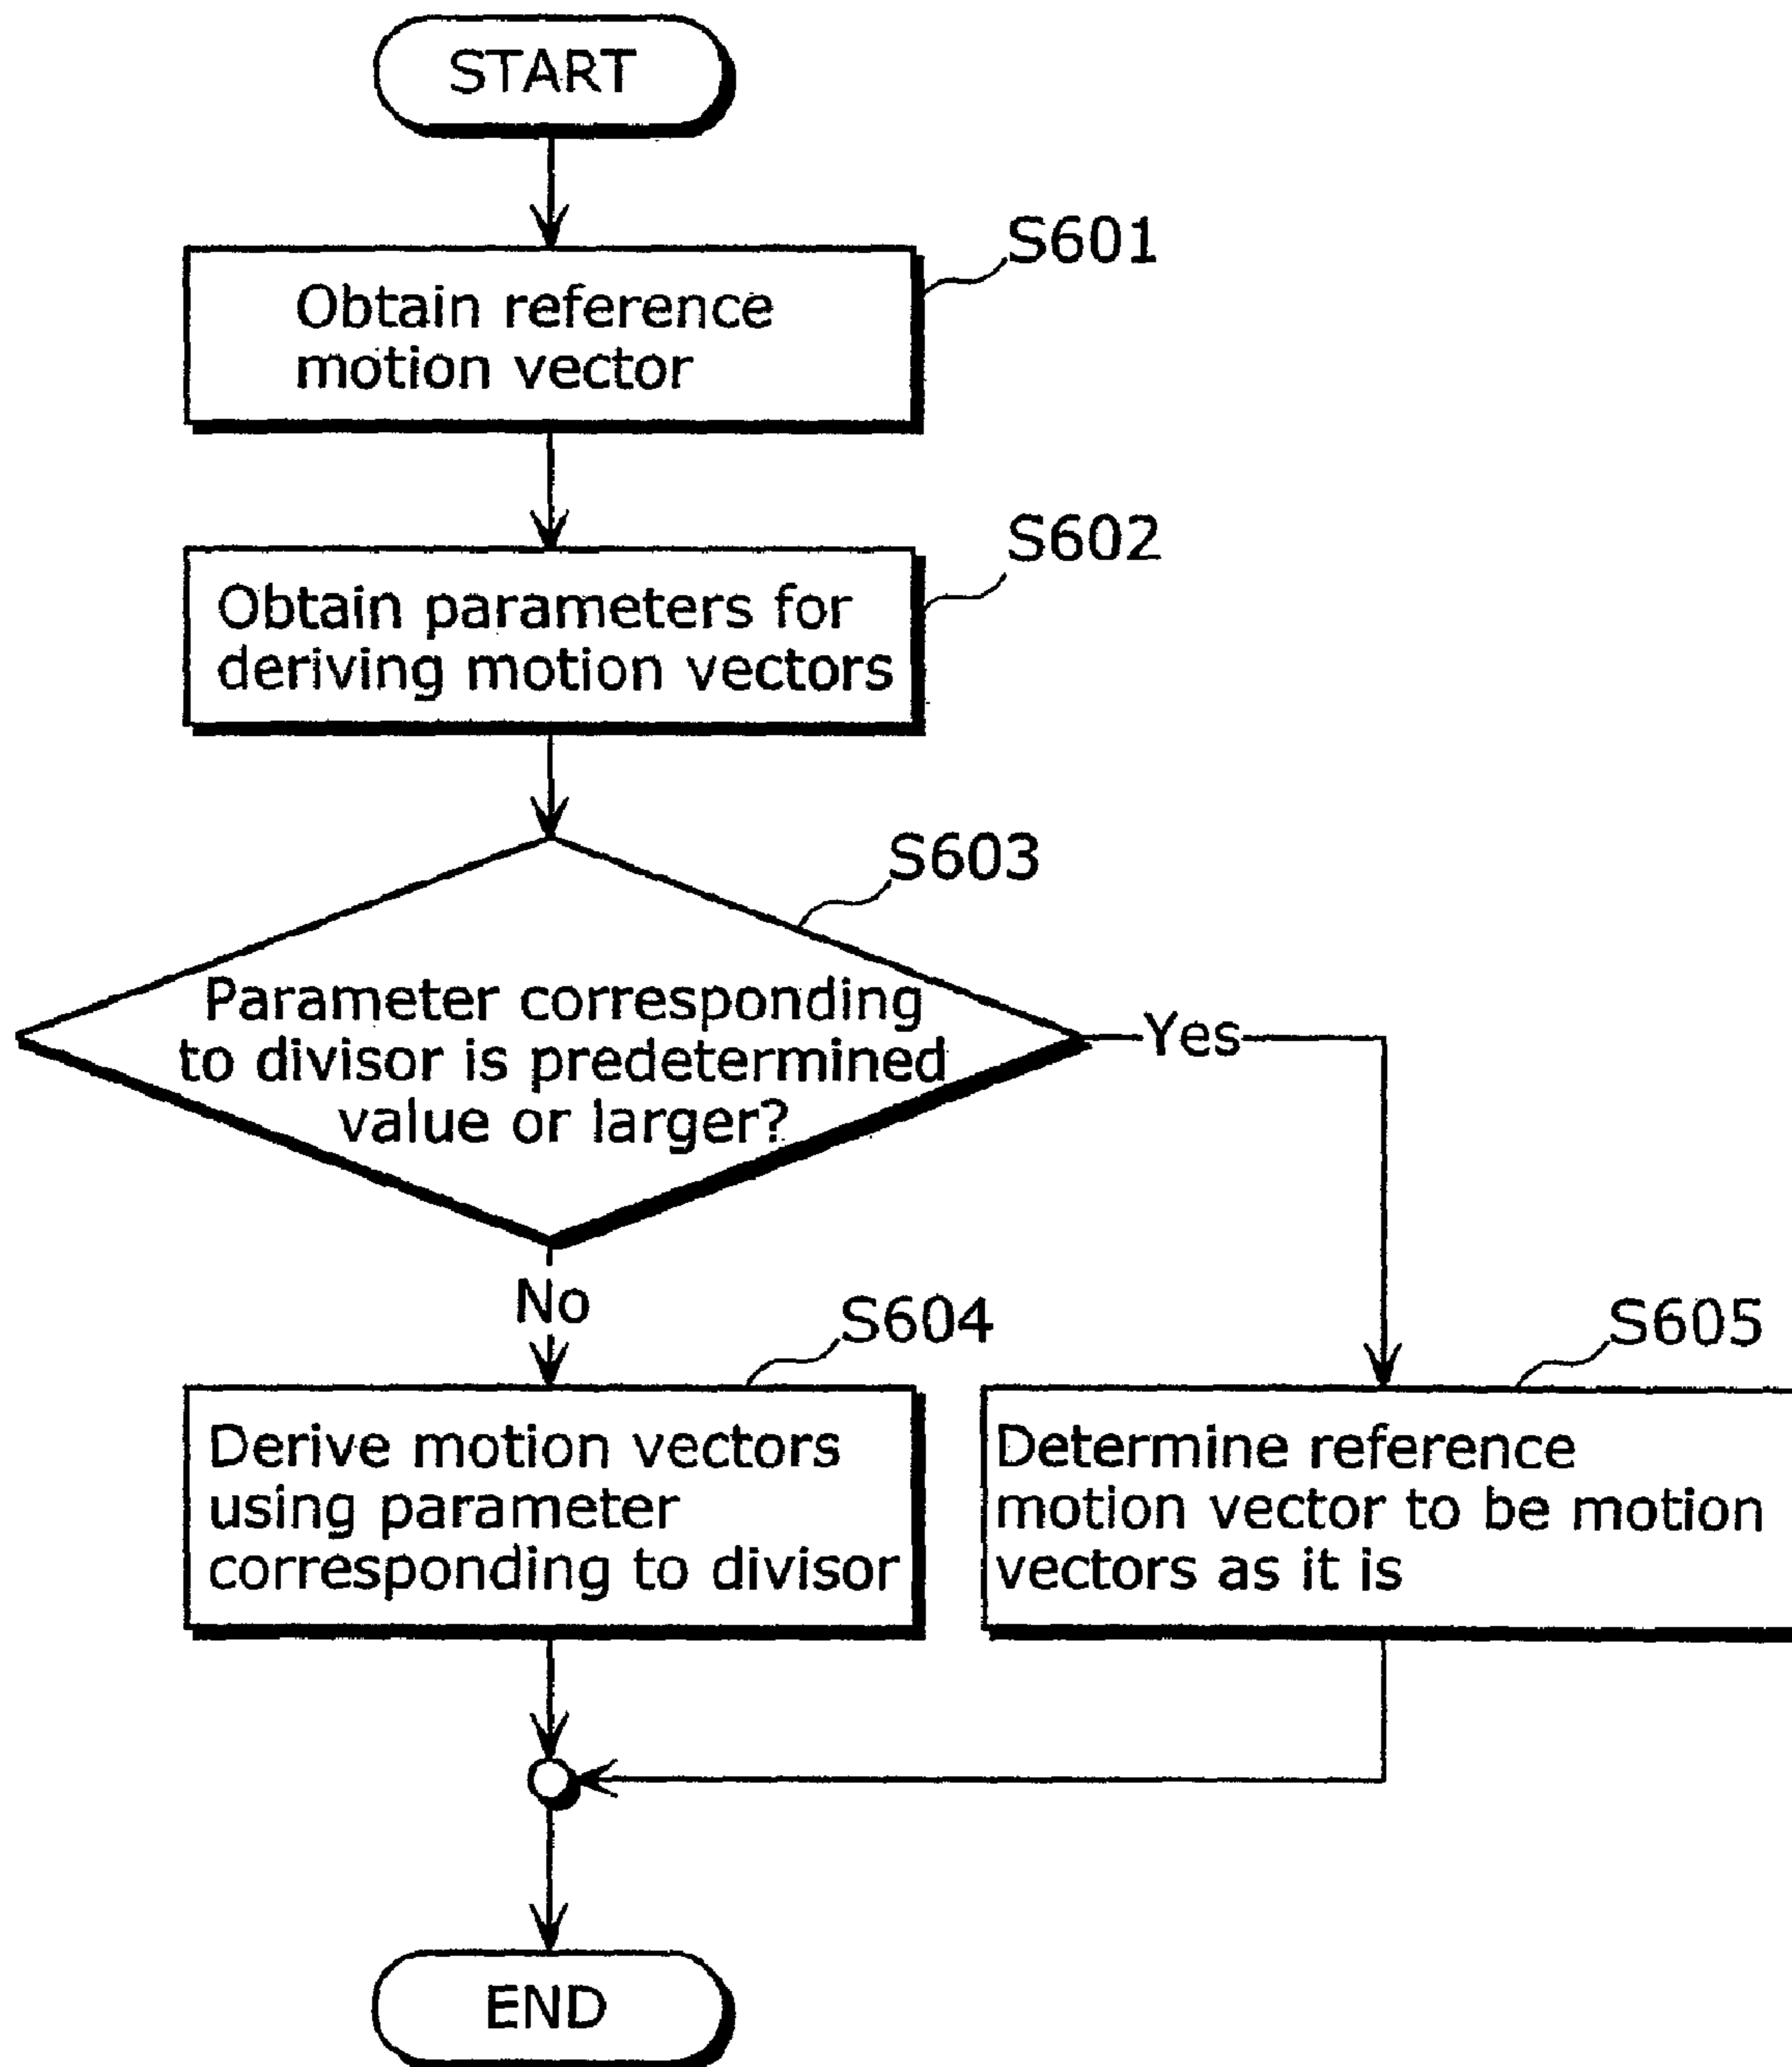 START
S601
Obtain reference
motion vector
S602
Obtain parameters for
deriving motion vectors
S603
Parameter corresponding
to divisor is predetermined
value or larger?
Yes
No
S604
Derive motion vectors
using parameter
corresponding to divisor
S605
Determine reference
motion vector to be motion
vectors as it is
END